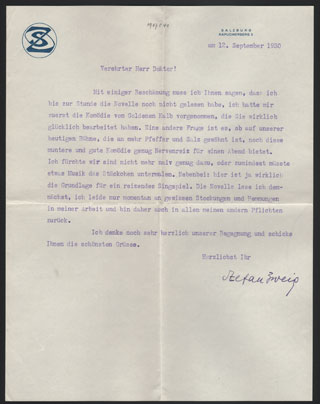 SZ
SALZBURG
KAPUZINERBERG 5
am 12. September 1930
Verehrter Herr Doktor!
Mit einiger Beschämung muss ich Ihnen sagen, dass ich
bis zur Stunde die Novelle noch nicht gelesen habe, ich hatte mir
zuerst die Komödie vom Goldenen Kalb vorgenommen, die Sie wirklich
glücklich bearbeitet haben. Eine andere Frage ist es, ob auf unserer
heutigen Bühne, die an mehr Pfeffer und Salz gewöhnt ist, noch diese
muntere und gute Komödie genug Nervenreiz für einen Abend bietet.
Ich fürchte wir sind nicht mehr naiv genug dazu, oder zumindest müsste
etwas Musik die Stückchen untermalen. Nebenbei: hier ist ja wirklich
die Grundlage für ein reizendes Singspiel. Die Novelle lese ich dem-
nächst, ich leide nur momentan an gewissen Stockungen und Hemmungen
in meiner Arbeit und bin daher auch in allen meinen andern Pflichten
zurück.
Ich denke noch sehr herzlich unserer Begegnung und schicke
Ihnen die schönsten Grüsse.
Herzlichst Ihr
Stefan Zweig